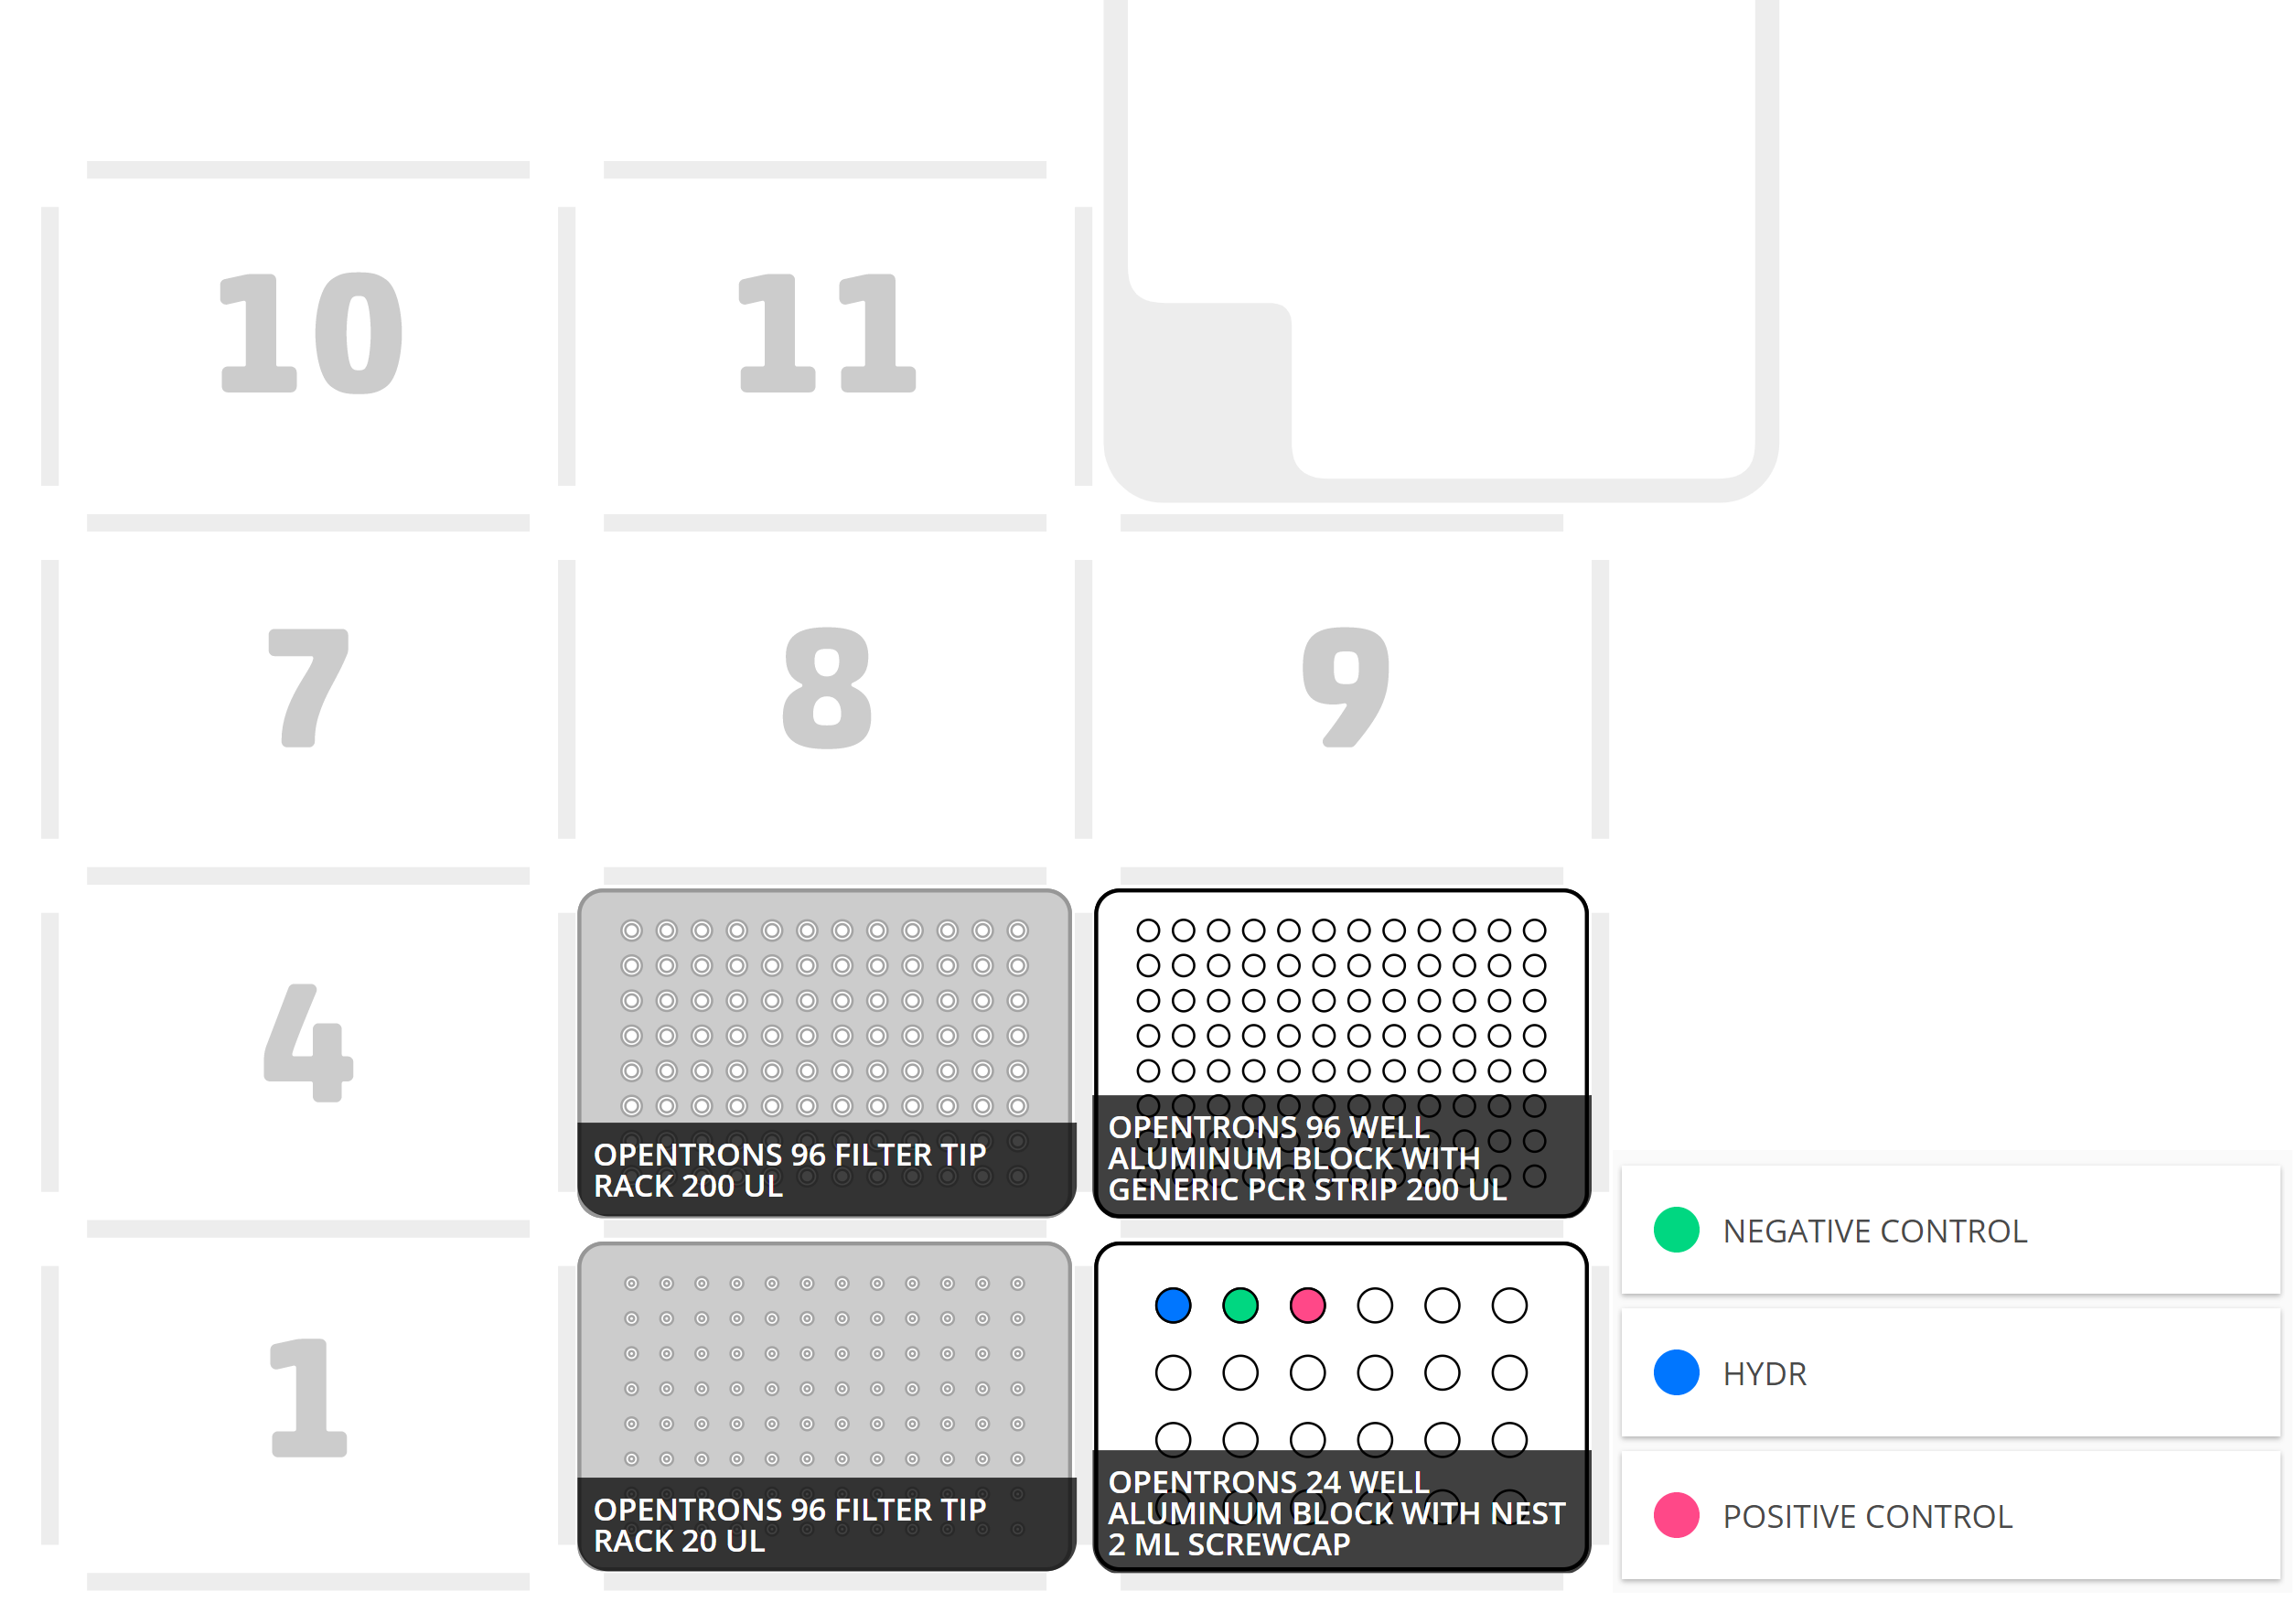 10
11
7
8
9
4
OPENTRONS 96 FILTER TIP
RACK 200 UL
OPENTRONS 96 WELL
ALUMINUM BLOCK WITH
GENERIC PCR STRIP 200 UL
1
OPENTRONS 96 FILTER TIP
RACK 20 UL
OPENTRONS 24 WELL
ALUMINUM BLOCK WITH NEST
2 ML SCREWCAP
NEGATIVE CONTROL
HYDR
POSITIVE CONTROL